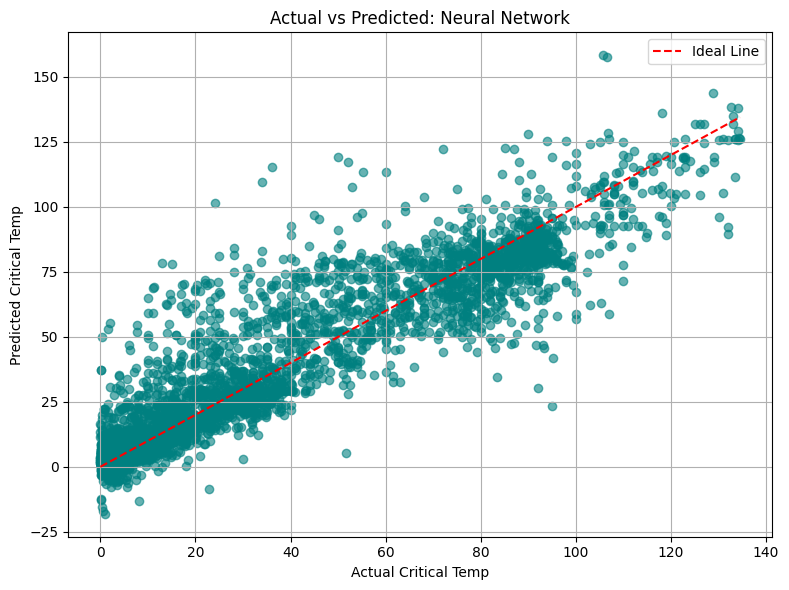 Actual vs Predicted: Neural Network
Ideal Line
Predicted Critical Temp
150
125
100
75
50
25
0
−25
0 20 40 60 80 100 120 140
Actual Critical Temp